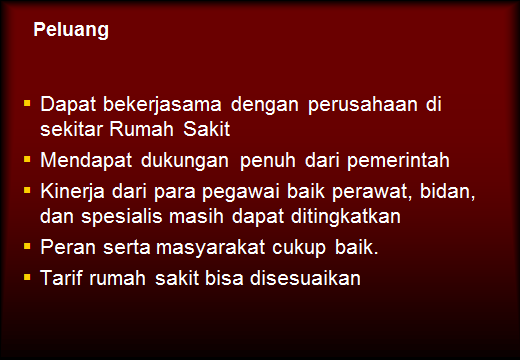 Peluang
Dapat bekerjasama dengan perusahaan di
sekitar Rumah Sakit
Mendapat dukungan penuh dari pemerintah
Kinerja dari para pegawai baik perawat, bidan,
dan spesialis masih dapat ditingkatkan
Peran serta masyarakat cukup baik.
Tarif rumah sakit bisa disesuaikan